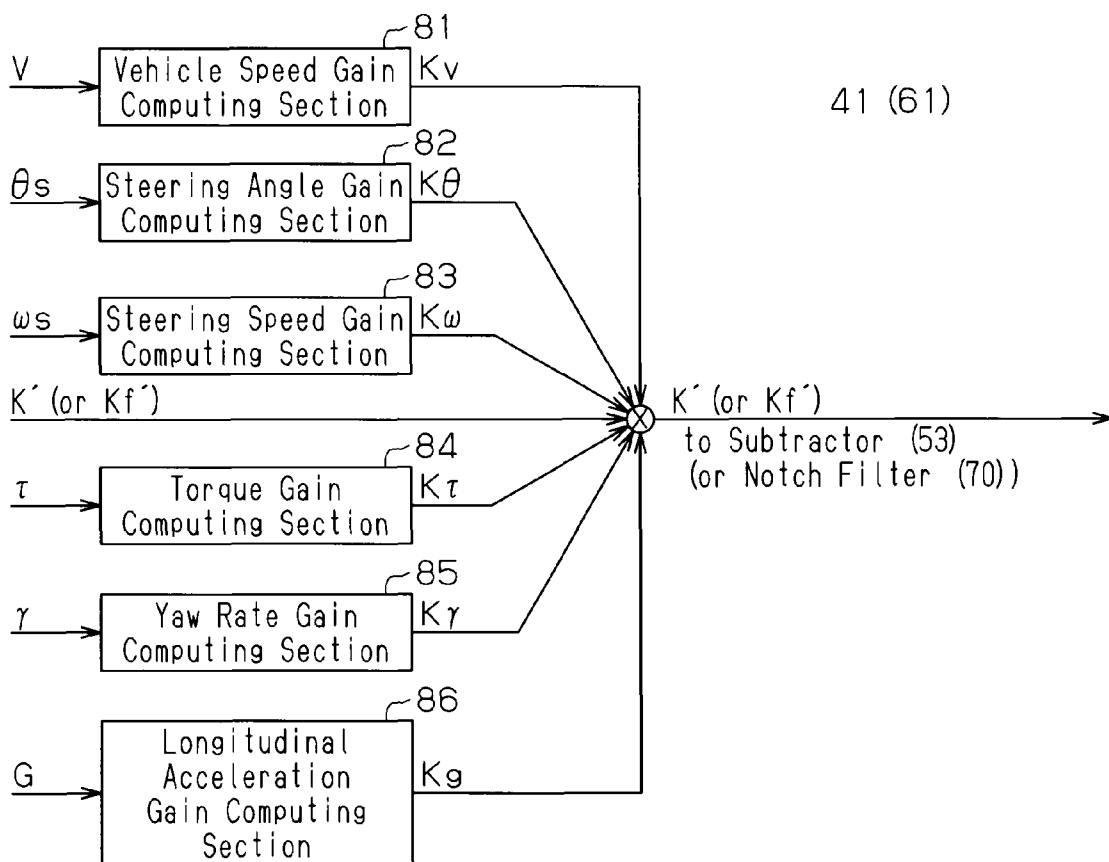 81
V
Vehicle Speed Gain
Computing Section
Kv
41 (61)
82
θs
Steering Angle Gain
Computing Section
Kθ
83
ωs
Steering Speed Gain
Computing Section
Kω
K´ (or Kf´)
K´ (or Kf´)
to Subtractor (53)
(or Notch Filter (70))
84
τ
Torque Gain
Computing Section
Kτ
85
γ
Yaw Rate Gain
Computing Section
Kγ
86
G
Longitudinal
Acceleration
Gain Computing
Section
Kg